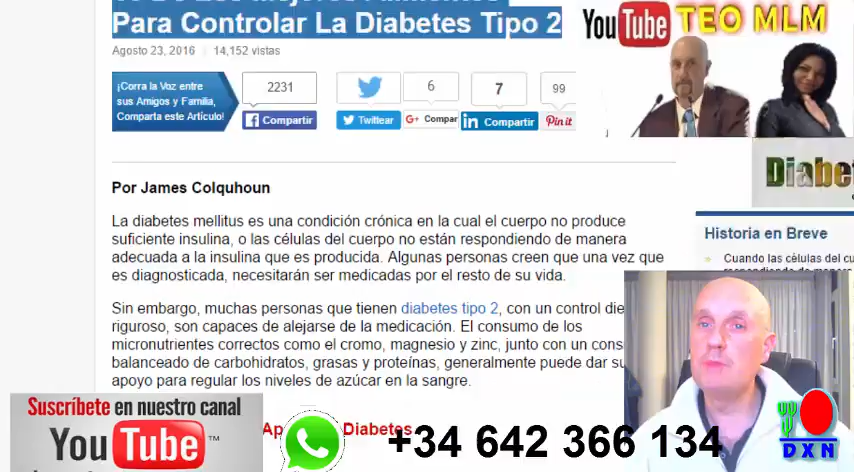 Para Controlar La Diabetes Tipo 2
Agosto 23, 2016 | 14,152 vistas
¡Corra la Voz entre
sus Amigos y Familia,
Comparta este Artículo!
2231
Compartir
Twittear
6
Compar
7
Compartir
99
Pin it
You Tube TEO MLM
Por James Colquhoun
La diabetes mellitus es una condición crónica en la cual el cuerpo no produce
suficiente insulina, o las células del cuerpo no están respondiendo de manera
adecuada a la insulina que es producida. Algunas personas creen que una vez que
es diagnosticada, necesitarán ser medicadas por el resto de su vida.
Sin embargo, muchas personas que tienen diabetes tipo 2, con un control die
riguroso, son capaces de alejarse de la medicación. El consumo de los
micronutrientes correctos como el cromo, magnesio y zinc, junto con un cons
balanceado de carbohidratos, grasas y proteínas, generalmente puede dar su
apoyo para regular los niveles de azúcar en la sangre.
Diabete
Historia en Breve
Cuando las células del cu
Suscríbete en nuestro canal
You Tube™
Diabetes
+34 642 366 134
DXN